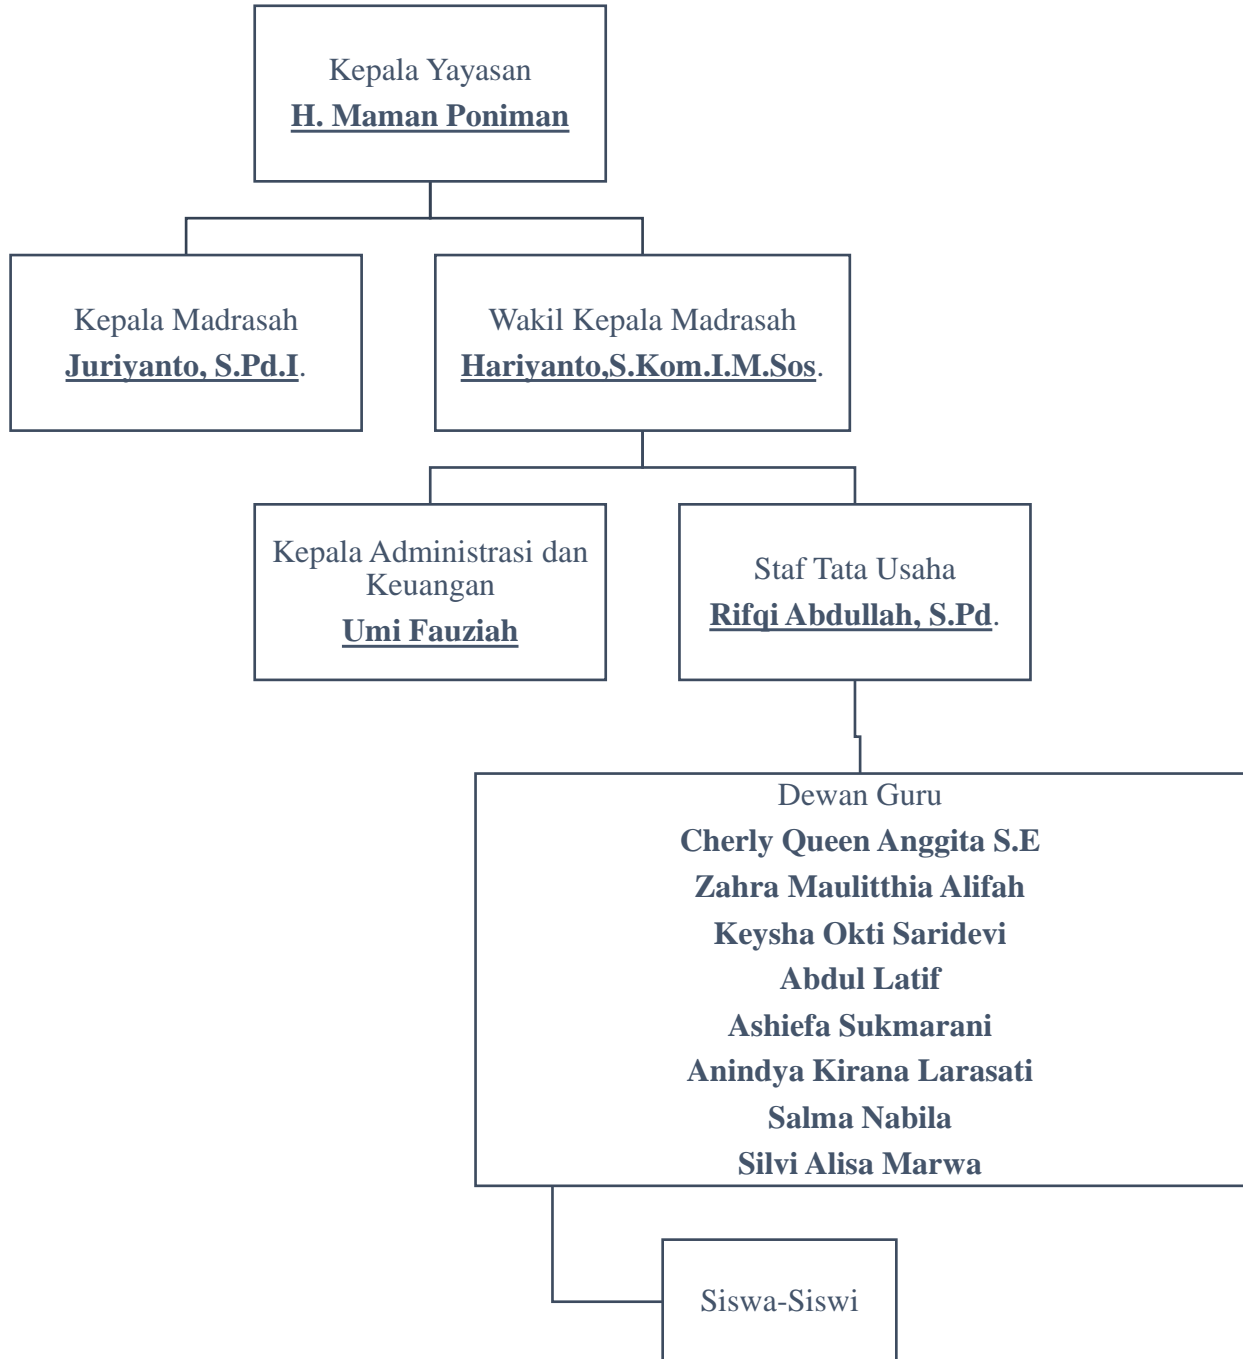 Kepala Yayasan
H. Maman Poniman
Kepala Madrasah
Juriyanto, S.Pd.I.
Wakil Kepala Madrasah
Hariyanto,S.Kom.I.M.Sos.
Kepala Administrasi dan
Keuangan
Umi Fauziah
Staf Tata Usaha
Rifqi Abdullah, S.Pd.
Dewan Guru
Cherly Queen Anggita S.E
Zahra Maulitthia Alifah
Keysha Okti Saridevi
Abdul Latif
Ashiefa Sukmarani
Anindya Kirana Larasati
Salma Nabila
Silvi Alisa Marwa
Siswa-Siswi